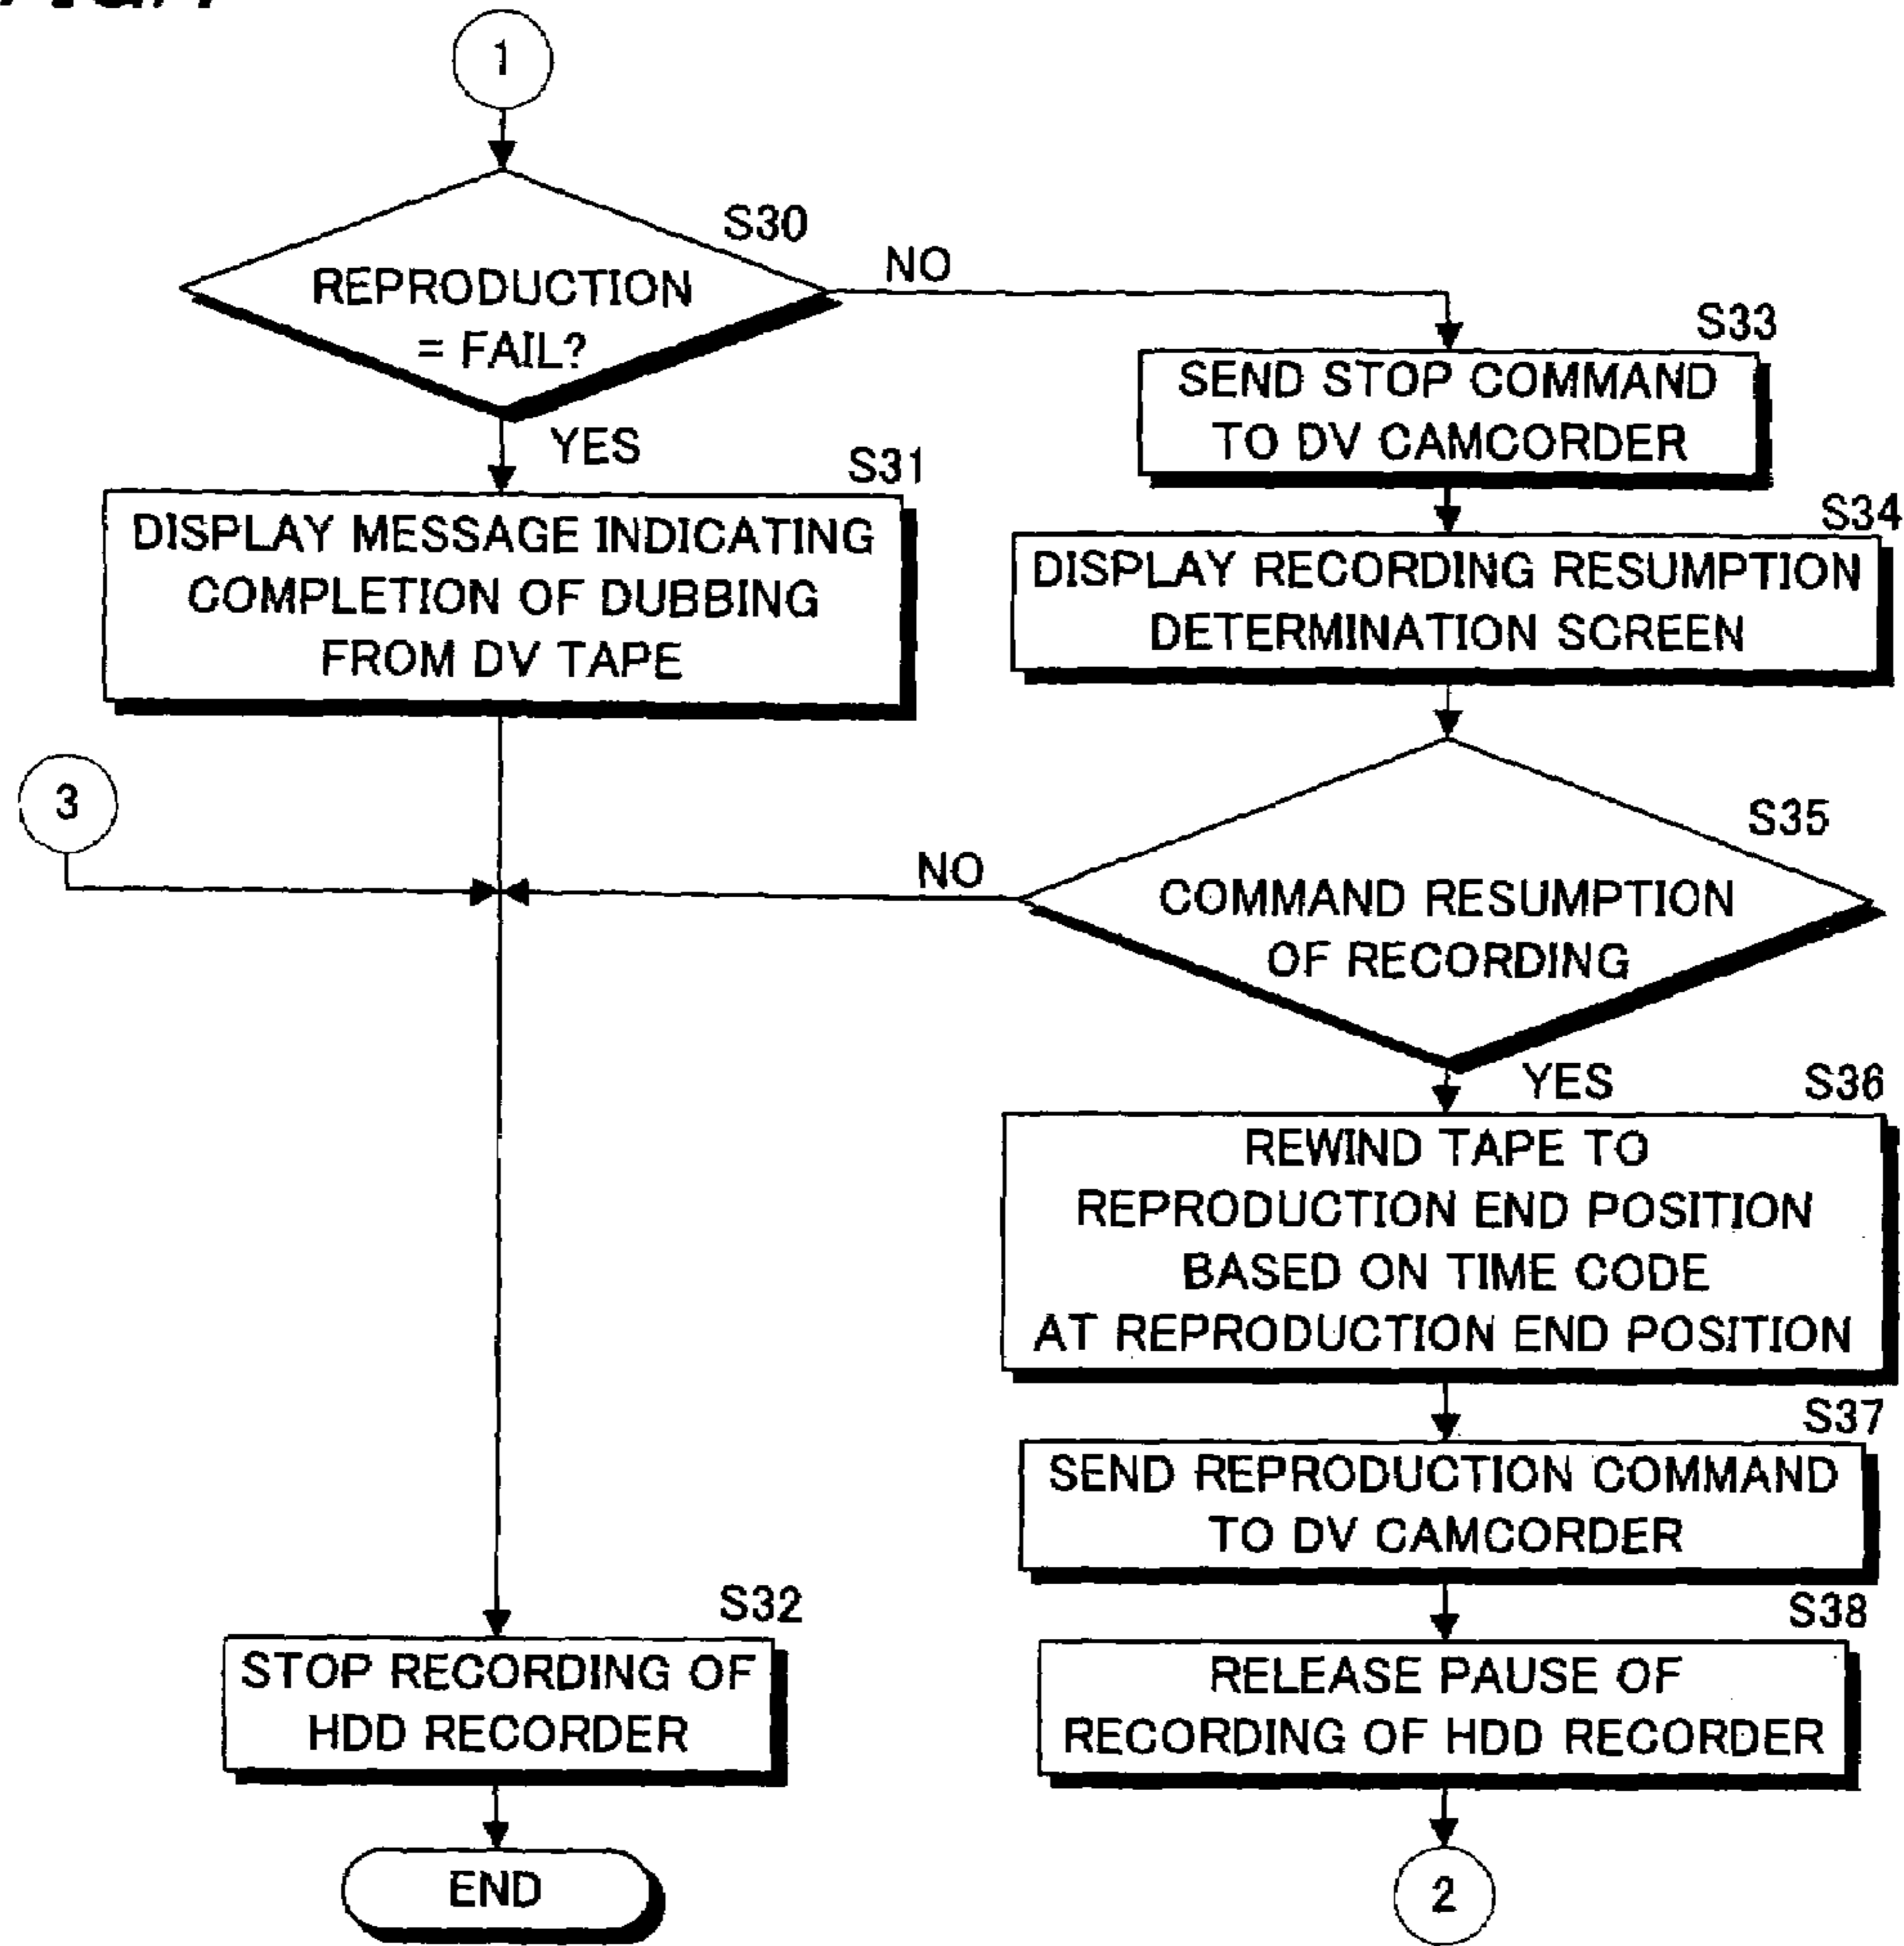 1
S30
REPRODUCTION
= FAIL?
NO
YES
S31
DISPLAY MESSAGE INDICATING
COMPLETION OF DUBBING
FROM DV TAPE
S33
SEND STOP COMMAND
TO DV CAMCORDER
S34
DISPLAY RECORDING RESUMPTION
DETERMINATION SCREEN
3
S35
NO
COMMAND RESUMPTION
OF RECORDING
YES
S36
REWIND TAPE TO
REPRODUCTION END POSITION
BASED ON TIME CODE
AT REPRODUCTION END POSITION
S37
SEND REPRODUCTION COMMAND
TO DV CAMCORDER
S32
STOP RECORDING OF
HDD RECORDER
S38
RELEASE PAUSE OF
RECORDING OF HDD RECORDER
END
2